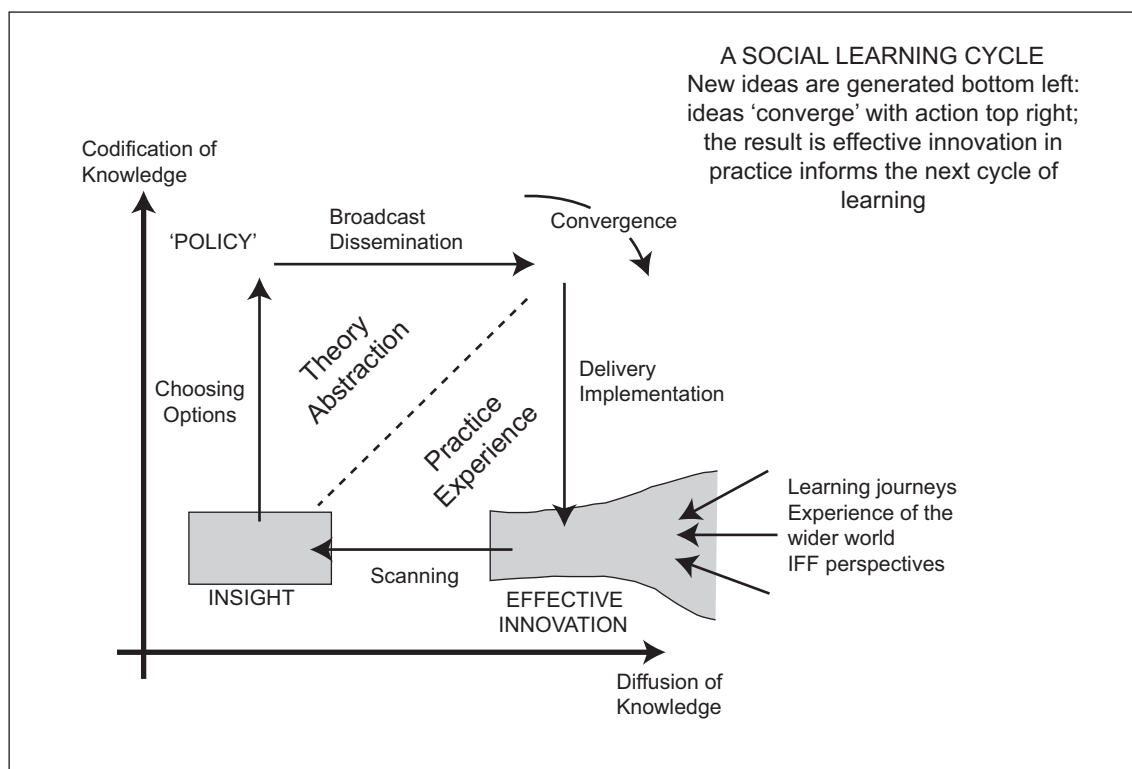 A SOCIAL LEARNING CYCLE
New ideas are generated bottom left:
ideas ‘converge’ with action top right;
the result is effective innovation in
practice informs the next cycle of
learning
Codification of
Knowledge
‘POLICY’
Broadcast
Dissemination
Convergence
Theory
Abstraction
Choosing
Options
Practice
Experience
Delivery
Implementation
Learning journeys
Experience of the
wider world
IFF perspectives
Scanning
INSIGHT
EFFECTIVE
INNOVATION
Diffusion of
Knowledge